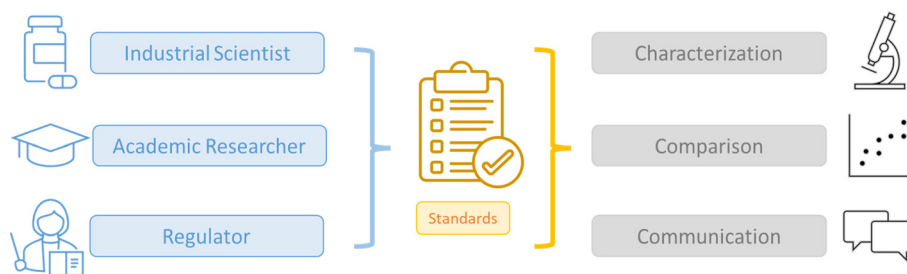 Industrial Scientist
Academic Researcher
Regulator
Standards
Characterization
Comparison
Communication